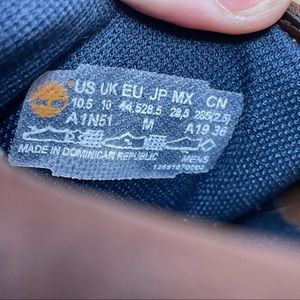 US UK EU JP MX CN
10.5 10 44.5 28.5 28.5 285(2.5)
A1N51 M A19 36
MADE IN DOMINICAN REPUBLIC MENS